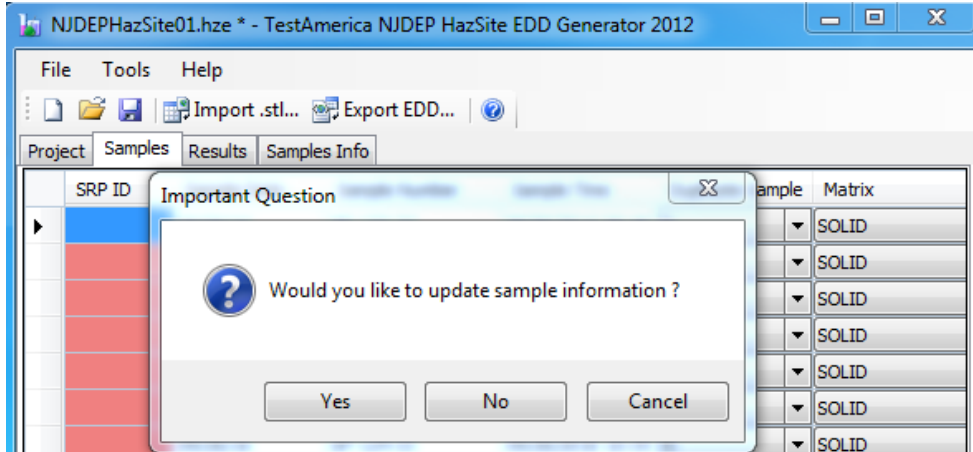 NJDEPHazSite01.hze * - TestAmerica NJDEP HazSite EDD Generator 2012
File Tools Help
Import .stl... Export EDD...
Project Samples Results Samples Info
SRP ID Matrix
Important Question
SOLID
SOLID
Would you like to update sample information ?
SOLID
SOLID
SOLID
Yes No Cancel
SOLID
SOLID